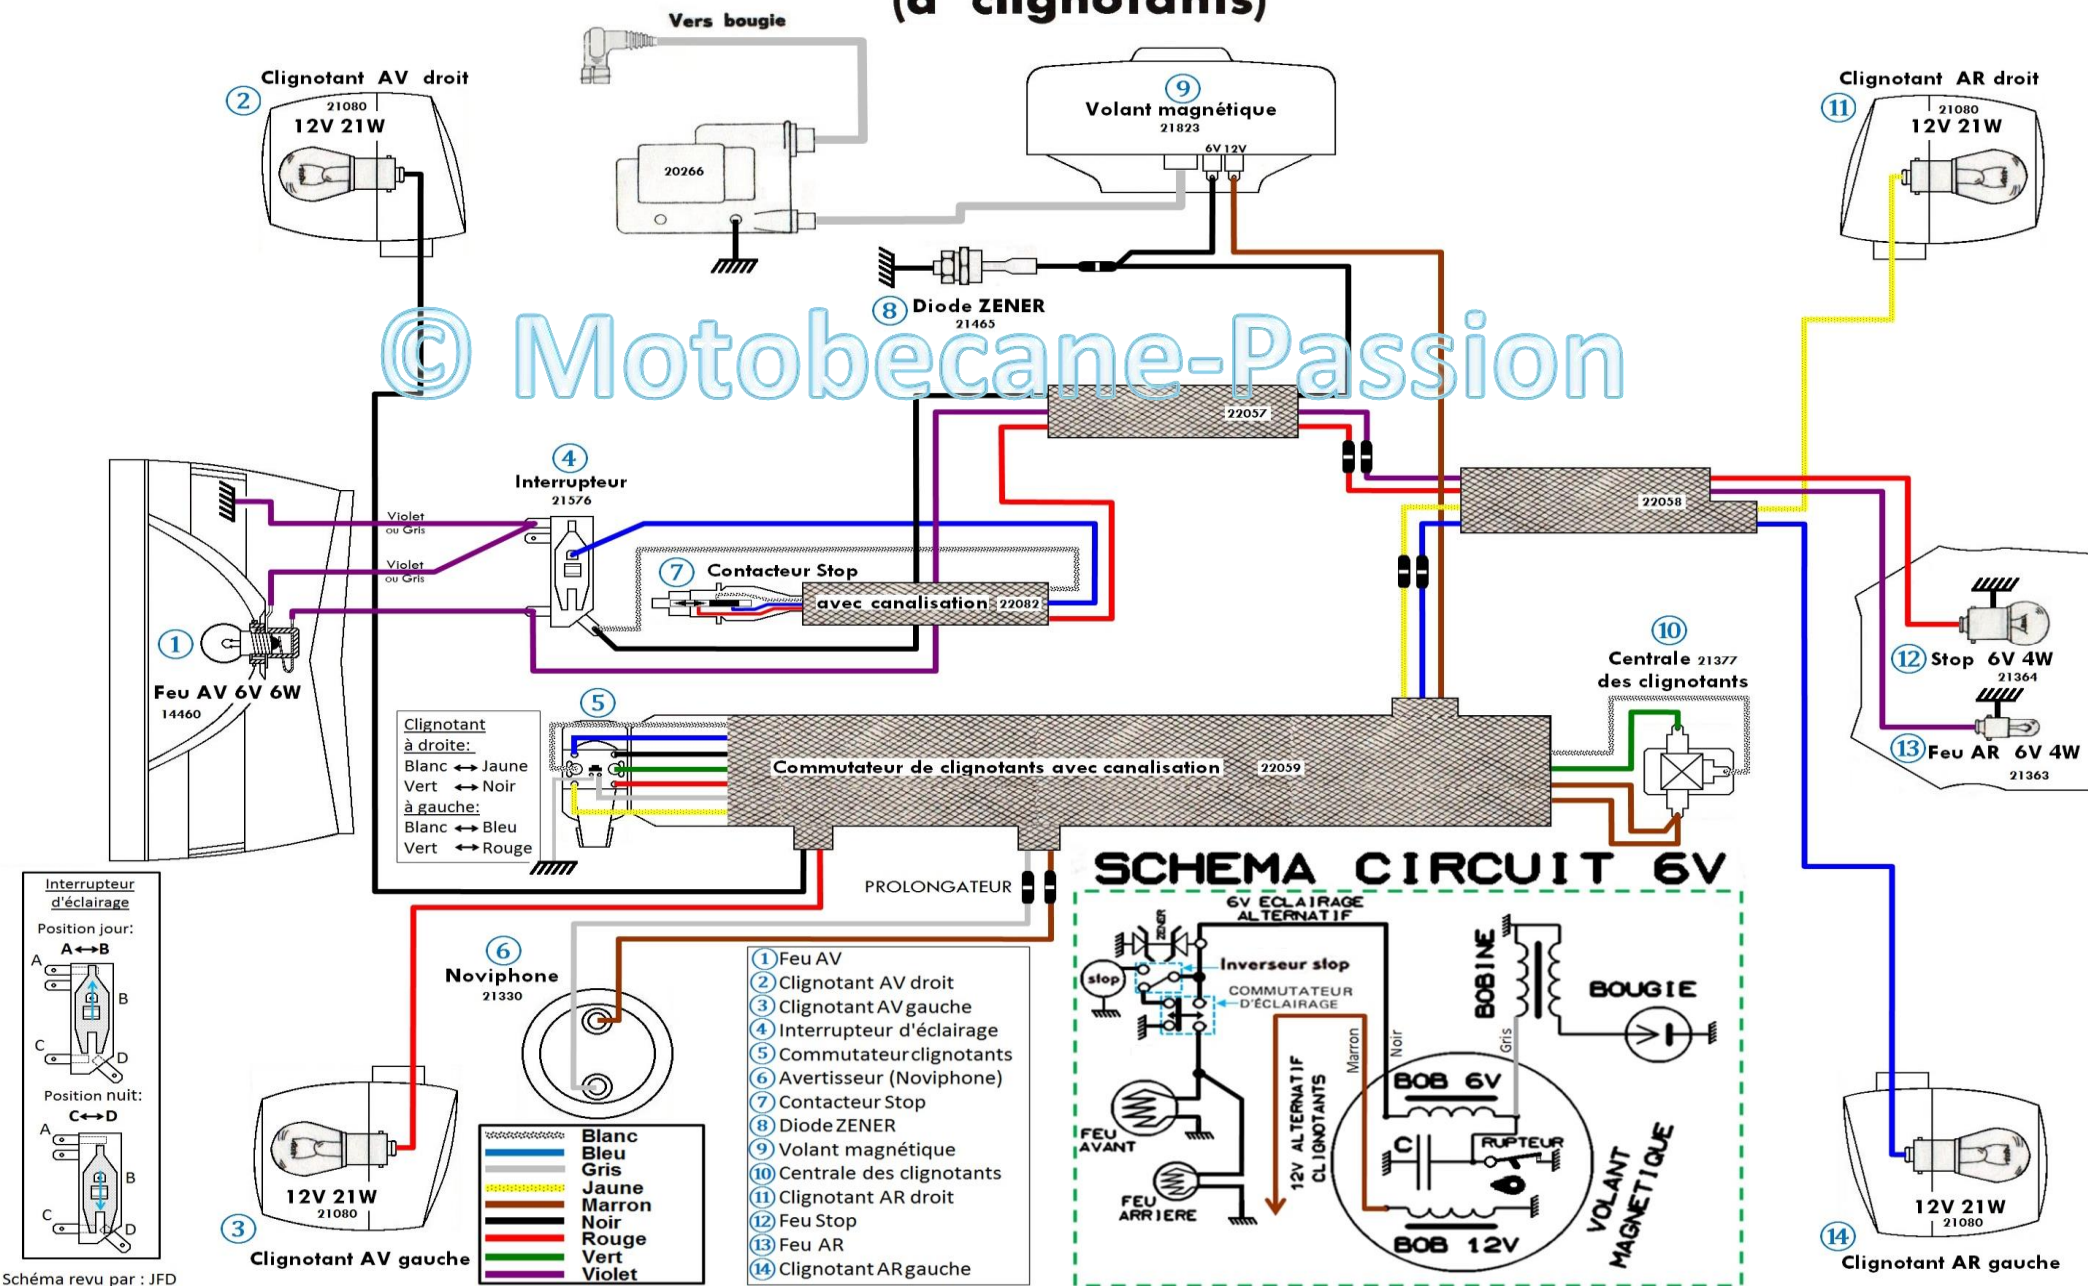 (à clignotants)
Vers bougie
Clignotant AV droit
2
21080
12V 21W
20266
9
Volant magnétique
21823
6V 12V
Clignotant AR droit
11
21080
12V 21W
8 Diode ZENER
21465
© Motobecane-Passion
22057
22058
4
Interrupteur
21576
Violet
ou Gris
Violet
ou Gris
7 Contacteur Stop
avec canalisation 22082
1
Feu AV 6V 6W
14460
10
Centrale 21377
des clignotants
12 Stop 6V 4W
21364
13 Feu AR 6V 4W
21363
5
Clignotant
à droite:
Blanc ↔ Jaune
Vert ↔ Noir
à gauche:
Blanc ↔ Bleu
Vert ↔ Rouge
Commutateur de clignotants avec canalisation 22059
PROLONGATEUR
6
Noviphone
21330
Interrupteur
d'éclairage
Position jour:
A↔B
A
B
C
D
Position nuit:
C↔D
A
B
C
D
Schéma revu par : JFD
12V 21W
21080
3
Clignotant AV gauche
Blanc
Bleu
Gris
Jaune
Marron
Noir
Rouge
Vert
Violet
1 Feu AV
2 Clignotant AV droit
3 Clignotant AV gauche
4 Interrupteur d'éclairage
5 Commutateur clignotants
6 Avertisseur (Noviphone)
7 Contacteur Stop
8 Diode ZENER
9 Volant magnétique
10 Centrale des clignotants
11 Clignotant AR droit
12 Feu Stop
13 Feu AR
14 Clignotant AR gauche
SCHEMA CIRCUIT 6V
6V ECLAIRAGE
ALTERNATIF
ZENER
stop
Inverseur stop
COMMUTATEUR
D'ÉCLAIRAGE
BOBINE
BOUGIE
Marron
Noir
Gris
12V ALTERNATIF
CLIGNOTANTS
BOB 6V
C
RUPTEUR
BOB 12V
VOLANT
MAGNETIQUE
FEU
AVANT
FEU
ARRIERE
12V 21W
21080
14
Clignotant AR gauche